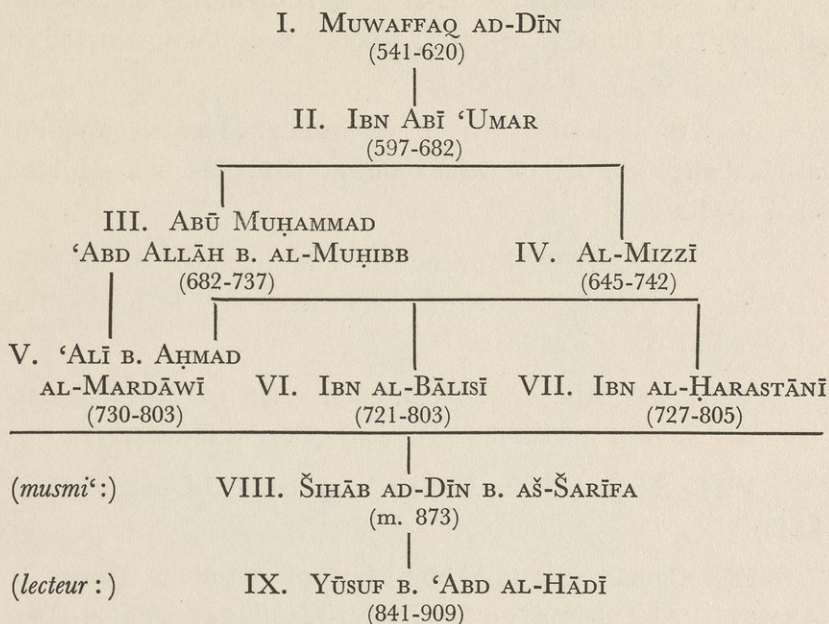 I. Muwaffaq ad-Dīn
(541-620)
II. Ibn Abī ‘Umar
(597-682)
III. Abū Muḥammad
‘Abd Allāh b. al-Muḥibb
(682-737)
IV. Al-Mizzī
(645-742)
V. ‘Alī b. Aḥmad
al-Mardāwī
(730-803)
VI. Ibn al-Bālisī
(721-803)
VII. Ibn al-Ḥarastānī
(727-805)
(musmi‘:) VIII. Šihāb ad-Dīn b. aš-Šarīfa
(m. 873)
(lecteur :) IX. Yūsuf b. ‘Abd al-Hādī
(841-909)